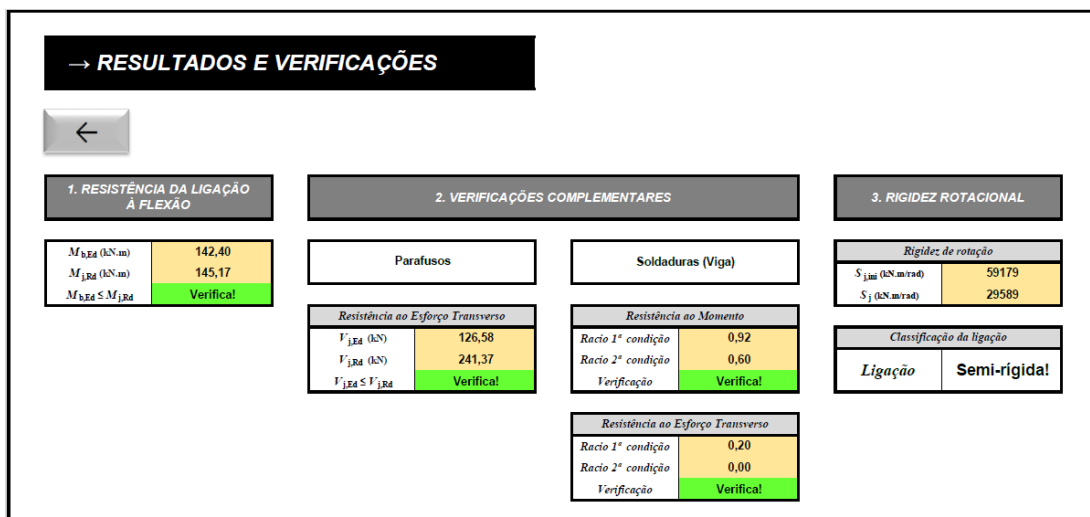 → RESULTADOS E VERIFICAÇÕES
←
1. RESISTÊNCIA DA LIGAÇÃO
À FLEXÃO
M b,Ed (kN.m) 142,40
M j,Rd (kN.m) 145,17
M b,Ed ≤ M j,Rd Verifica!
2. VERIFICAÇÕES COMPLEMENTARES
Parafusos
Resistência ao Esforço Transverso
V j,Ed (kN) 126,58
V j,Rd (kN) 241,37
V j,Ed ≤ V j,Rd Verifica!
Soldaduras (Viga)
Resistência ao Momento
Racio 1ª condição 0,92
Racio 2ª condição 0,60
Verificação Verifica!
Resistência ao Esforço Transverso
Racio 1ª condição 0,20
Racio 2ª condição 0,00
Verificação Verifica!
3. RIGIDEZ ROTACIONAL
Rigidez de rotação
S j,ini (kN.m/rad) 59179
S j (kN.m/rad) 29589
Classificação da ligação
Ligação Semi-rígida!